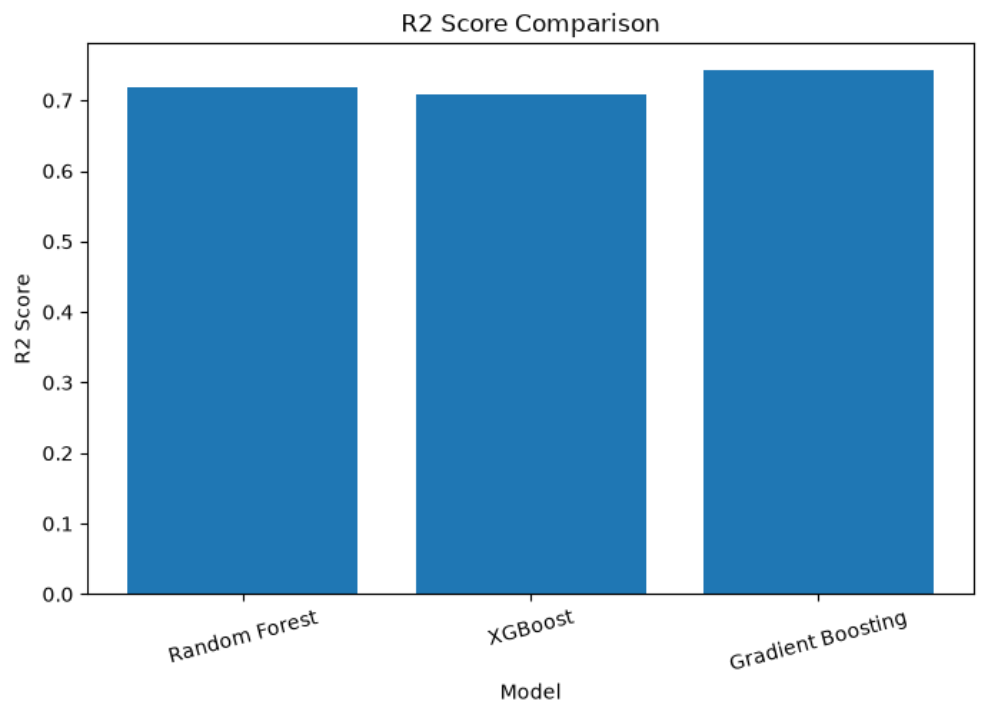 R2 Score Comparison
R2 Score
0.7
0.6
0.5
0.4
0.3
0.2
0.1
0.0
Random Forest
XGBoost
Gradient Boosting
Model